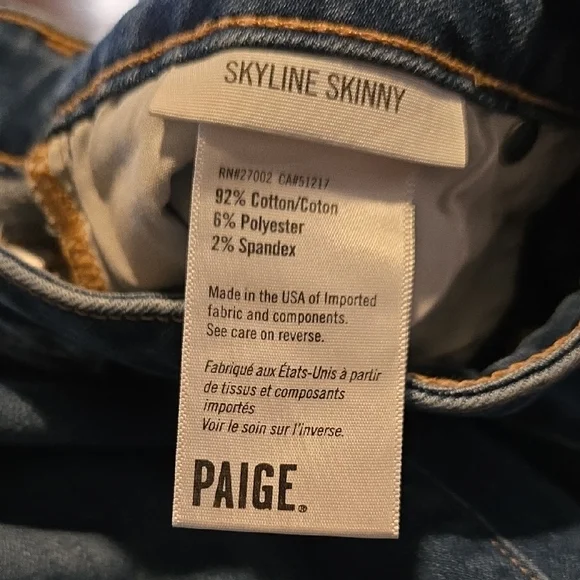 SKYLINE SKINNY
RN#27002 CA#51217
92% Cotton/Coton
6% Polyester
2% Spandex
Made in the USA of Imported
fabric and components.
See care on reverse.
Fabriqué aux États-Unis à partir
de tissus et composants
importés
Voir le soin sur l'inverse.
PAIGE®